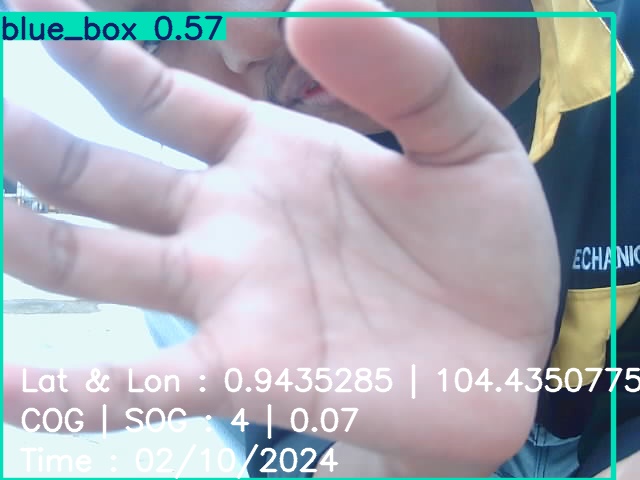 blue_box 0.57
ECHANIC
Lat & Lon : 0.9435285 | 104.4350775
COG | SOG : 4 | 0.07
Time : 02/10/2024